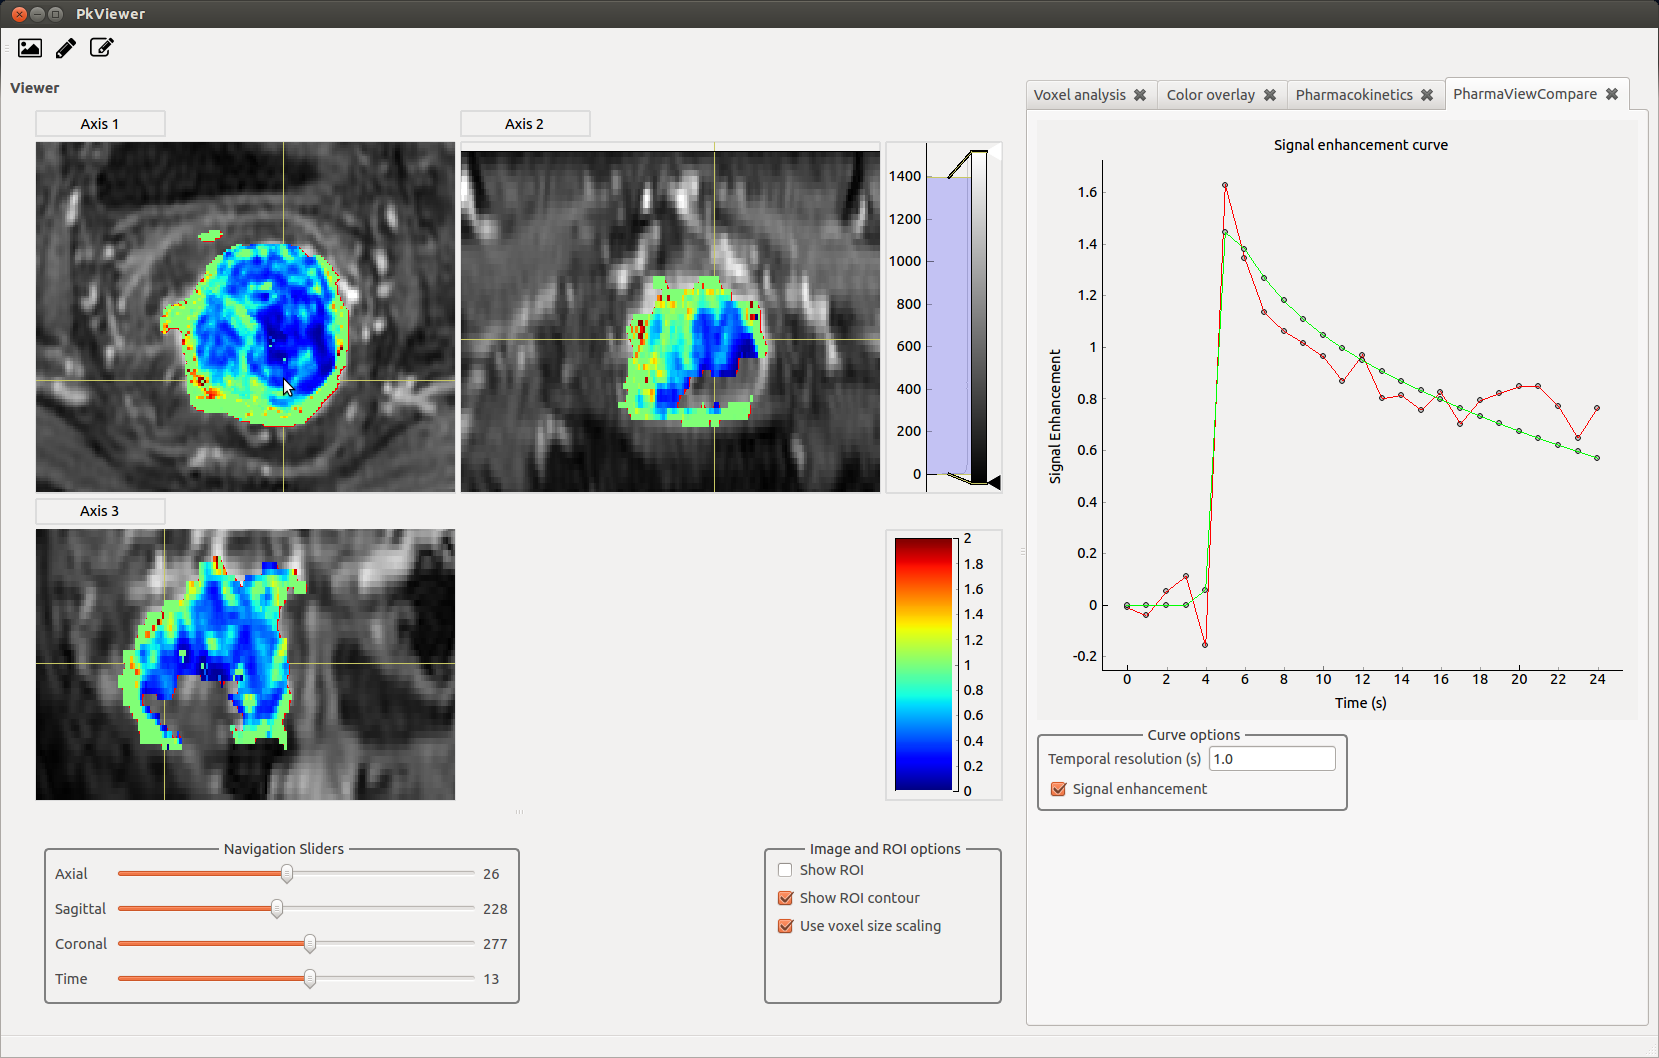 PkViewer
Viewer
Voxel analysis
Color overlay
Pharmacokinetics
PharmaViewCompare
Axis 1
Axis 2
1400
1200
1000
800
600
400
200
0
Signal enhancement curve
Signal Enhancement
1.6
1.4
1.2
1
0.8
0.6
0.4
0.2
0
-0.2
0 2 4 6 8 10 12 14 16 18 20 22 24
Time (s)
Axis 3
2
1.8
1.6
1.4
1.2
1
0.8
0.6
0.4
0.2
0
Curve options
Temporal resolution (s) 1.0
Signal enhancement
Navigation Sliders
Axial 26
Sagittal 228
Coronal 277
Time 13
Image and ROI options
Show ROI
Show ROI contour
Use voxel size scaling